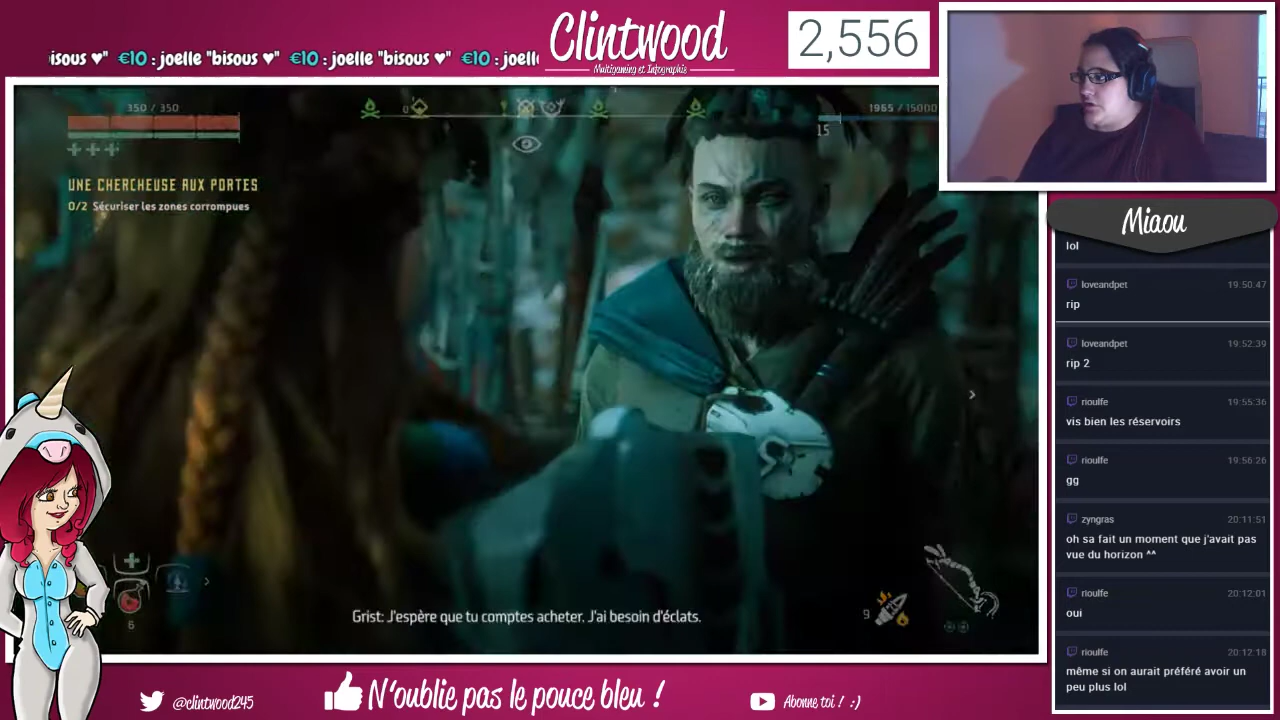 isous ♥" €10 : joelle "bisous ♥" €10 : joelle "bisous ♥" €10 : joell
Clintwood
Multigaming et Infographie
2,556
350 / 350
0
1965 / 15000
15
UNE CHERCHEUSE AUX PORTES
0/2 Sécuriser les zones corrompues
Grist: J'espère que tu comptes acheter. J'ai besoin d'éclats.
6
9
Miaou
lol
loveandpet 19:50:47
rip
loveandpet 19:52:39
rip 2
rioulfe 19:55:36
vis bien les réservoirs
rioulfe 19:56:26
gg
zyngras 20:11:51
oh sa fait un moment que j'avait pas
vue du horizon ^^
rioulfe 20:12:01
oui
rioulfe 20:12:18
même si on aurait préféré avoir un
peu plus lol
@clintwood245
N'oublie pas le pouce bleu !
Abonne toi ! :)